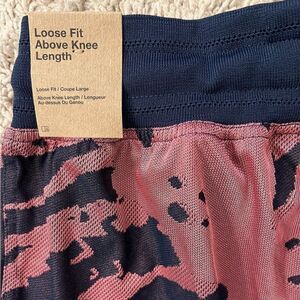 Loose Fit
Above Knee
Length
Loose Fit / Coupe Large
Above Knee Length / Longueur
Au-dessus Du Genou